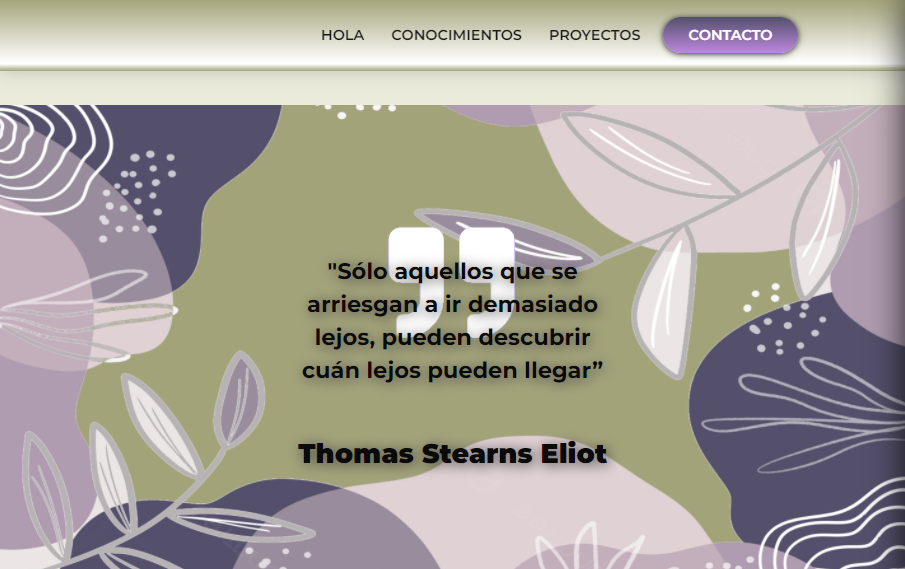 HOLA CONOCIMIENTOS PROYECTOS CONTACTO
"Sólo aquellos que se
arriesgan a ir demasiado
lejos, pueden descubrir
cuán lejos pueden llegar”
Thomas Stearns Eliot